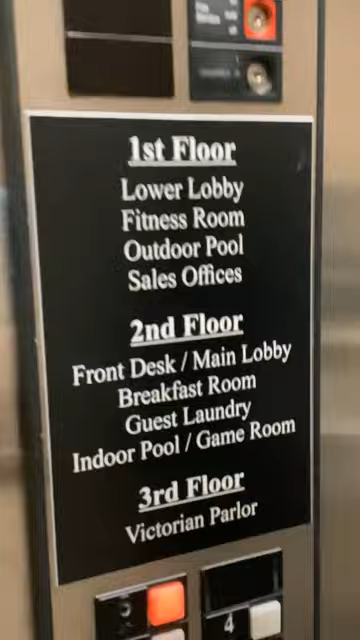 1st Floor
Lower Lobby
Fitness Room
Outdoor Pool
Sales Offices
2nd Floor
Front Desk / Main Lobby
Breakfast Room
Guest Laundry
Indoor Pool / Game Room
3rd Floor
Victorian Parlor
4